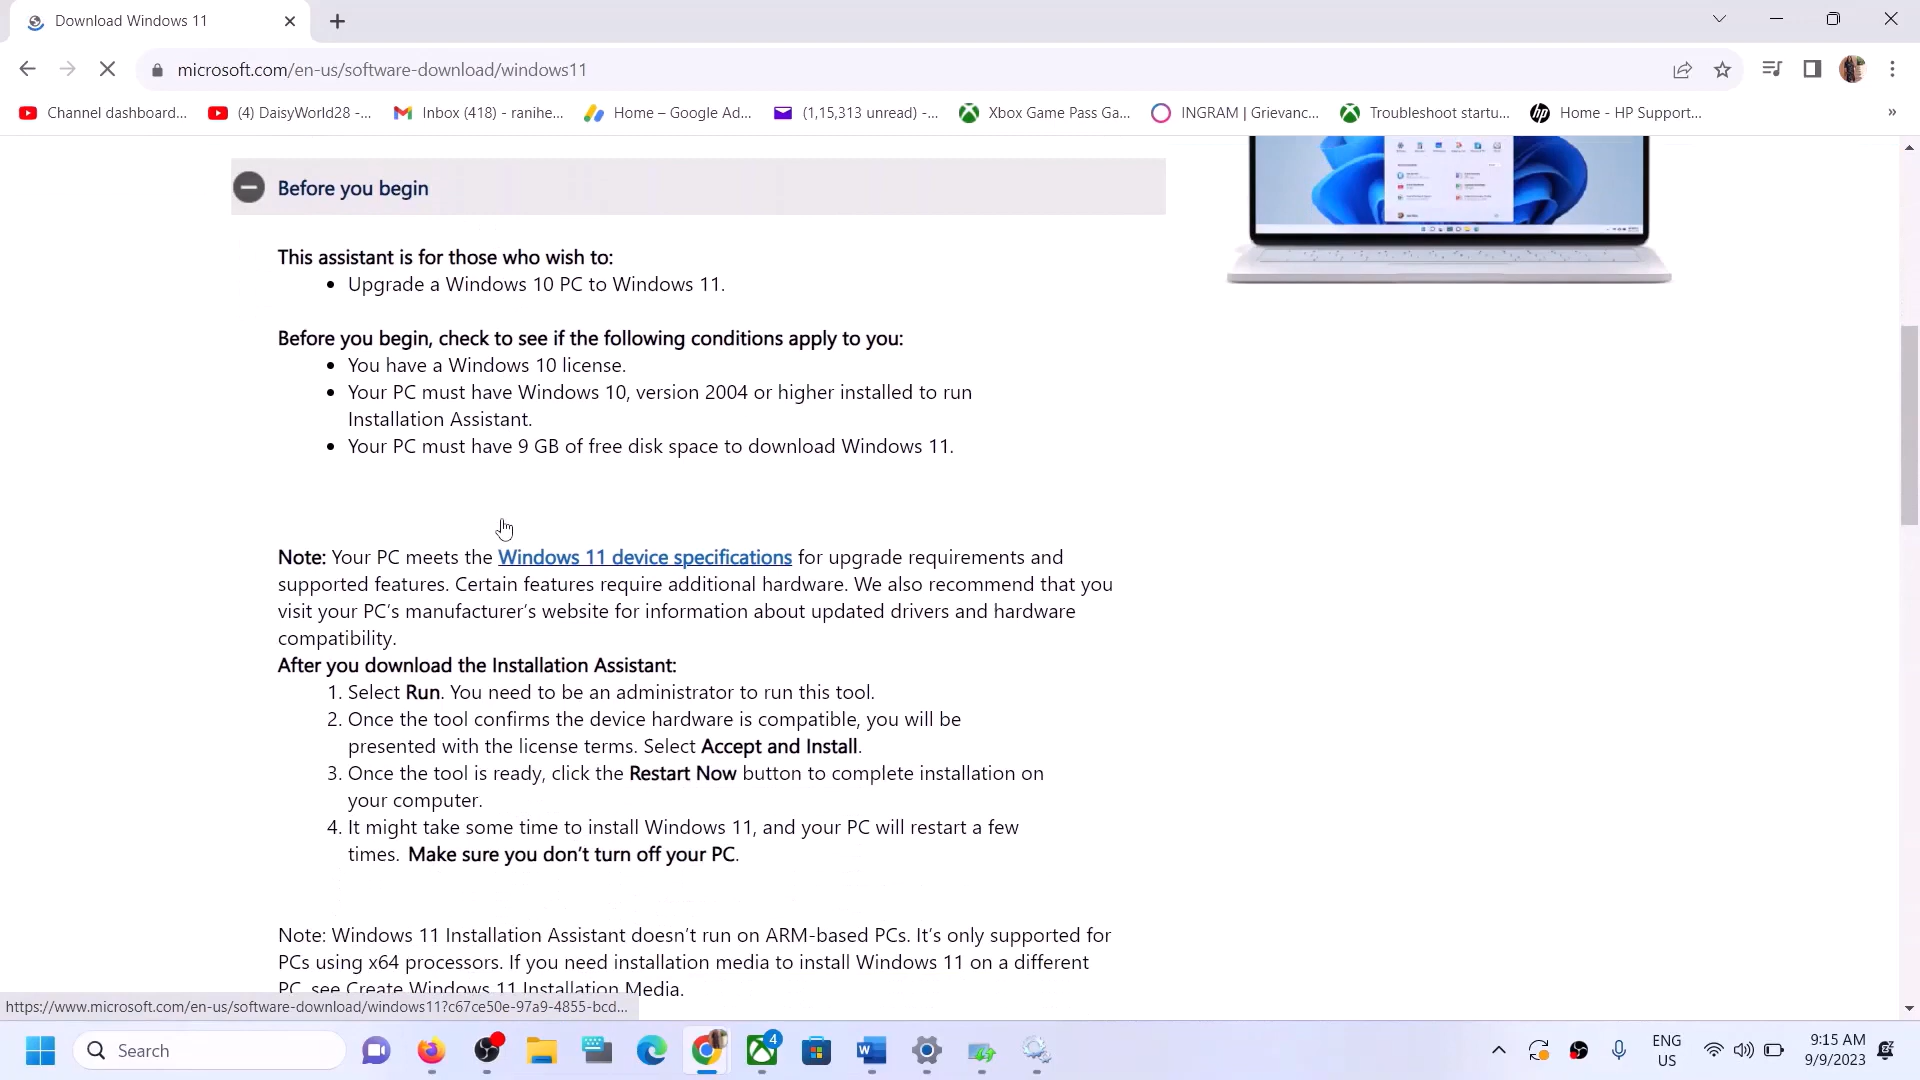 Download Windows 11
microsoft.com/en-us/software-download/windows11
Channel dashboard... (4) DaisyWorld28 -... Inbox (418) - ranihe... Home – Google Ad... (1,15,313 unread) -... Xbox Game Pass Ga... INGRAM | Grievanc... Troubleshoot startu... Home - HP Support... »
Before you begin
This assistant is for those who wish to:
• Upgrade a Windows 10 PC to Windows 11.
Before you begin, check to see if the following conditions apply to you:
• You have a Windows 10 license.
• Your PC must have Windows 10, version 2004 or higher installed to run
Installation Assistant.
• Your PC must have 9 GB of free disk space to download Windows 11.
Note: Your PC meets the Windows 11 device specifications for upgrade requirements and
supported features. Certain features require additional hardware. We also recommend that you
visit your PC's manufacturer's website for information about updated drivers and hardware
compatibility.
After you download the Installation Assistant:
1. Select Run. You need to be an administrator to run this tool.
2. Once the tool confirms the device hardware is compatible, you will be
presented with the license terms. Select Accept and Install.
3. Once the tool is ready, click the Restart Now button to complete installation on
your computer.
4. It might take some time to install Windows 11, and your PC will restart a few
times. Make sure you don't turn off your PC.
Note: Windows 11 Installation Assistant doesn't run on ARM-based PCs. It's only supported for
PCs using x64 processors. If you need installation media to install Windows 11 on a different
PC, see Create Windows 11 Installation Media.
https://www.microsoft.com/en-us/software-download/windows11?c67ce50e-97a9-4855-bcd...
Search
4
ENG
US
9:15 AM
9/9/2023